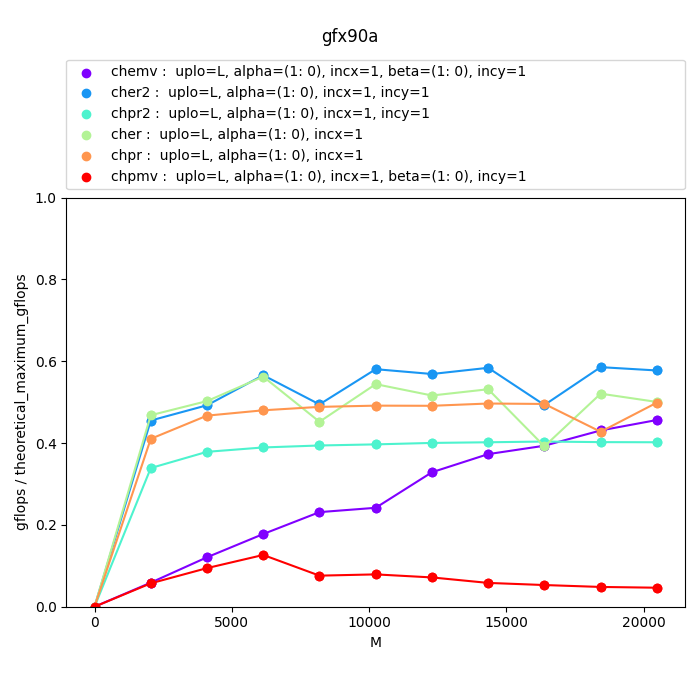 gfx90a
chemv :  uplo=L, alpha=(1: 0), incx=1, beta=(1: 0), incy=1
cher2 :  uplo=L, alpha=(1: 0), incx=1, incy=1
chpr2 :  uplo=L, alpha=(1: 0), incx=1, incy=1
cher :  uplo=L, alpha=(1: 0), incx=1
chpr :  uplo=L, alpha=(1: 0), incx=1
chpmv :  uplo=L, alpha=(1: 0), incx=1, beta=(1: 0), incy=1
1.0
0.8
0.6
0.4
0.2
0.0
gflops / theoretical_maximum_gflops
0 5000 10000 15000 20000
M